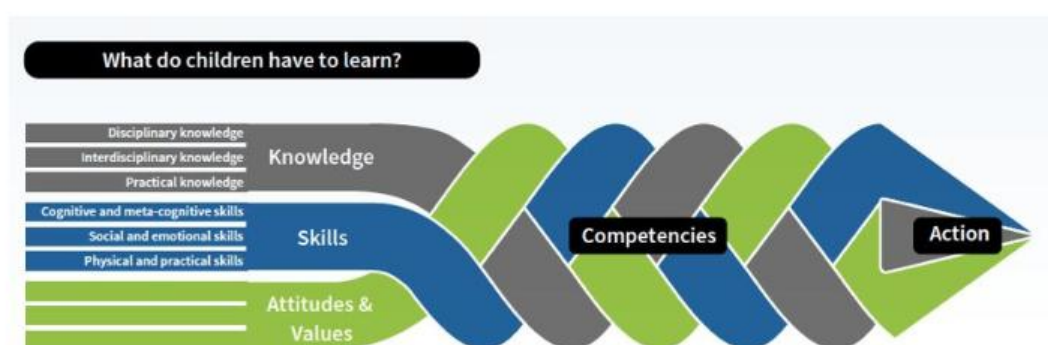 What do children have to learn?
Disciplinary knowledge
Interdisciplinary knowledge
Practical knowledge
Knowledge
Cognitive and meta-cognitive skills
Social and emotional skills
Physical and practical skills
Skills
Attitudes &
Values
Competencies
Action